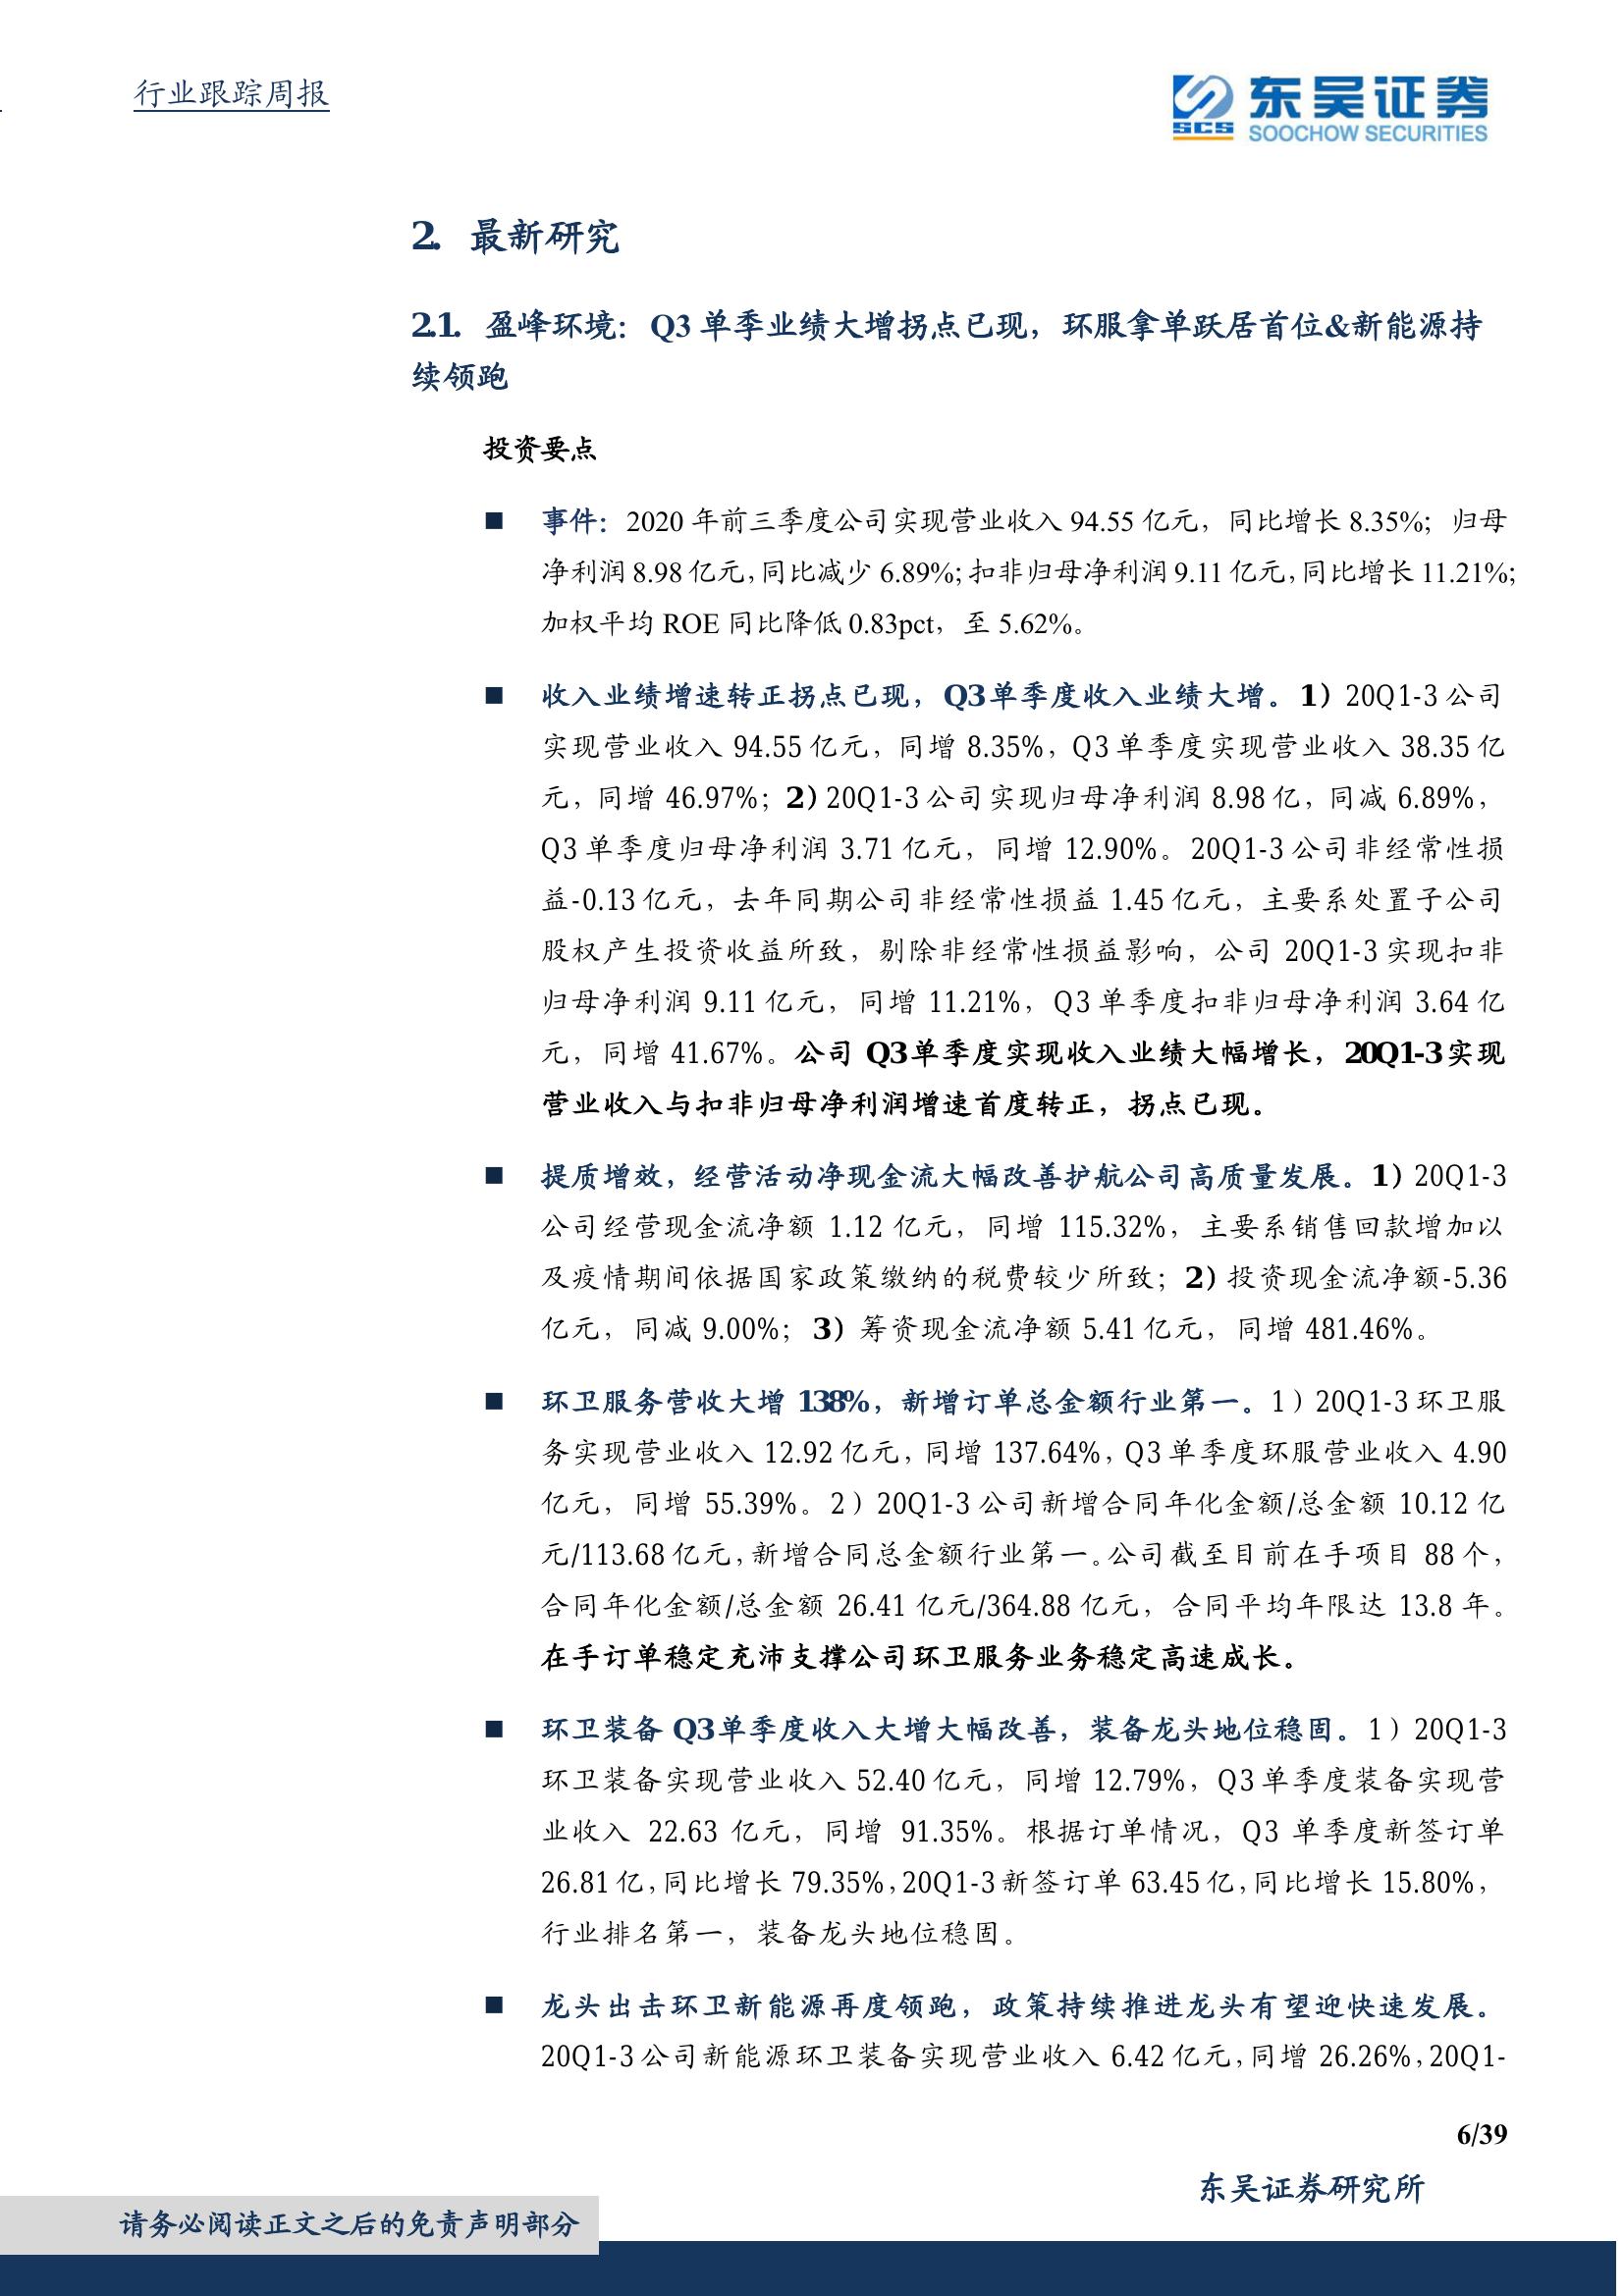 行业跟踪周报
SCS
东吴证券
SOOCHOW SECURITIES
2. 最新研究
2.1. 盈峰环境：Q3 单季业绩大增拐点已现，环服拿单跃居首位&新能源持
续领跑
投资要点
■ 事件：2020 年前三季度公司实现营业收入 94.55 亿元，同比增长 8.35%；归母
净利润 8.98 亿元，同比减少 6.89%；扣非归母净利润 9.11 亿元，同比增长 11.21%；
加权平均 ROE 同比降低 0.83pct，至 5.62%。
■ 收入业绩增速转正拐点已现，Q3 单季度收入业绩大增。1）20Q1-3 公司
实现营业收入 94.55 亿元，同增 8.35%，Q3 单季度实现营业收入 38.35 亿
元，同增 46.97%；2）20Q1-3 公司实现归母净利润 8.98 亿，同减 6.89%，
Q3 单季度归母净利润 3.71 亿元，同增 12.90%。20Q1-3 公司非经常性损
益-0.13 亿元，去年同期公司非经常性损益 1.45 亿元，主要系处置子公司
股权产生投资收益所致，剔除非经常性损益影响，公司 20Q1-3 实现扣非
归母净利润 9.11 亿元，同增 11.21%，Q3 单季度扣非归母净利润 3.64 亿
元，同增 41.67%。公司 Q3 单季度实现收入业绩大幅增长，20Q1-3 实现
营业收入与扣非归母净利润增速首度转正，拐点已现。
■ 提质增效，经营活动净现金流大幅改善护航公司高质量发展。1）20Q1-3
公司经营现金流净额 1.12 亿元，同增 115.32%，主要系销售回款增加以
及疫情期间依据国家政策缴纳的税费较少所致；2）投资现金流净额-5.36
亿元，同减 9.00%；3）筹资现金流净额 5.41 亿元，同增 481.46%。
■ 环卫服务营收大增 138%，新增订单总金额行业第一。1）20Q1-3 环卫服
务实现营业收入 12.92 亿元，同增 137.64%，Q3 单季度环服营业收入 4.90
亿元，同增 55.39%。2）20Q1-3 公司新增合同年化金额/总金额 10.12 亿
元/113.68 亿元，新增合同总金额行业第一。公司截至目前在手项目 88 个，
合同年化金额/总金额 26.41 亿元/364.88 亿元，合同平均年限达 13.8 年。
在手订单稳定充沛支撑公司环卫服务业务稳定高速成长。
■ 环卫装备 Q3 单季度收入大增大幅改善，装备龙头地位稳固。1）20Q1-3
环卫装备实现营业收入 52.40 亿元，同增 12.79%，Q3 单季度装备实现营
业收入 22.63 亿元，同增 91.35%。根据订单情况，Q3 单季度新签订单
26.81 亿，同比增长 79.35%，20Q1-3 新签订单 63.45 亿，同比增长 15.80%，
行业排名第一，装备龙头地位稳固。
■ 龙头出击环卫新能源再度领跑，政策持续推进龙头有望迎快速发展。
20Q1-3 公司新能源环卫装备实现营业收入 6.42 亿元，同增 26.26%，20Q1-
6/39
东吴证券研究所
请务必阅读正文之后的免责声明部分